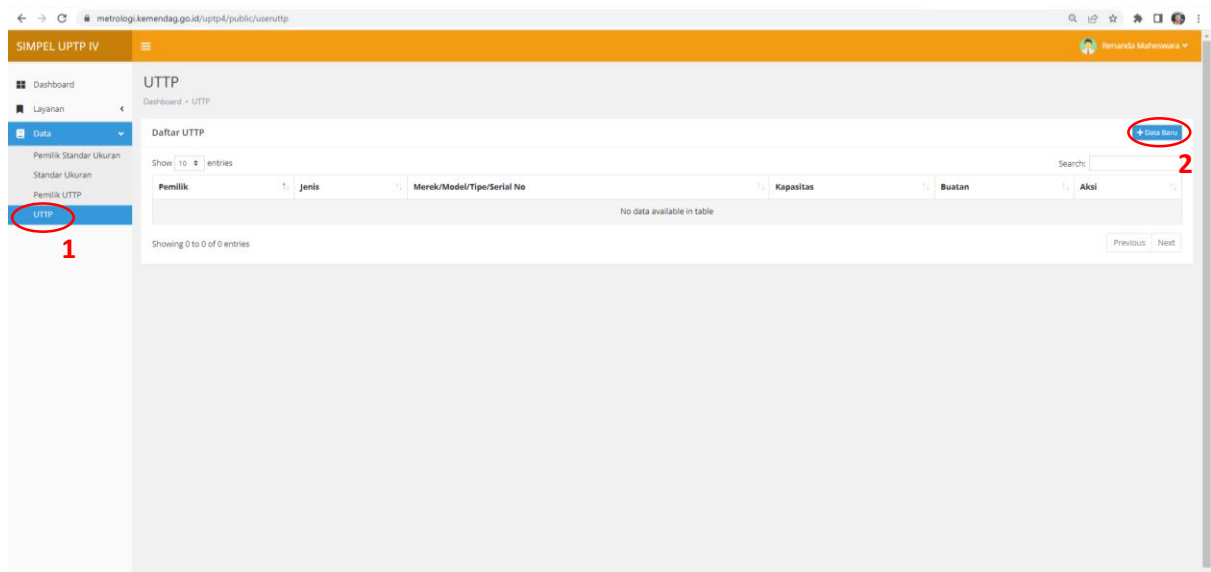 metrologi.kemendag.go.id/uptp4/public/useruttp
SIMPEL UPTP IV
Renanda Maheswara
Dashboard
Layanan
Data
Pemilik Standar Ukuran
Standar Ukuran
Pemilik UTTP
UTTP
1
UTTP
Dashboard • UTTP
Daftar UTTP
+ Data Baru
2
Show 10 entries
Search:
Pemilik Jenis Merek/Model/Tipe/Serial No Kapasitas Buatan Aksi
No data available in table
Showing 0 to 0 of 0 entries
Previous Next